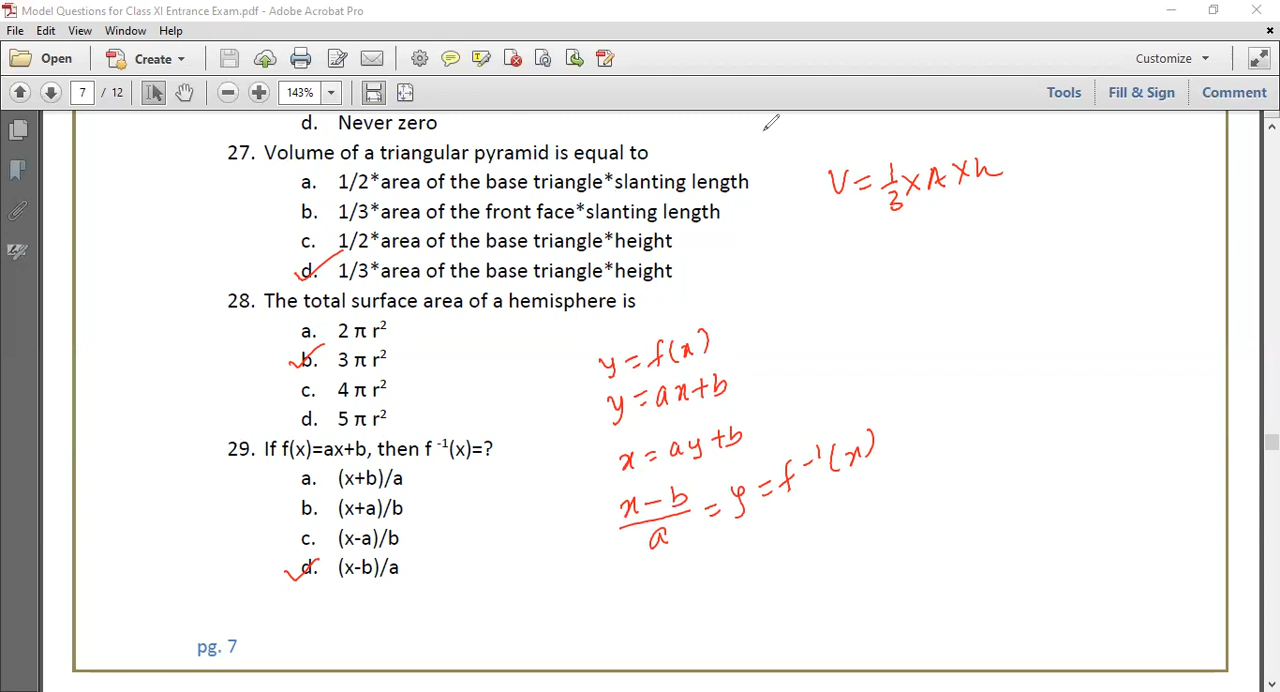 Model Questions for Class XI Entrance Exam.pdf - Adobe Acrobat Pro
File Edit View Window Help
Open Create Customize
7 / 12 143% Tools Fill & Sign Comment
d. Never zero
27. Volume of a triangular pyramid is equal to
a. 1/2*area of the base triangle*slanting length
b. 1/3*area of the front face*slanting length
c. 1/2*area of the base triangle*height
d. 1/3*area of the base triangle*height
V = 1/3 × A × h
28. The total surface area of a hemisphere is
a. 2 π r²
b. 3 π r²
c. 4 π r²
d. 5 π r²
y = f(x)
y = ax+b
29. If f(x)=ax+b, then f ⁻¹(x)=?
a. (x+b)/a
b. (x+a)/b
c. (x-a)/b
d. (x-b)/a
x = ay+b
x-b/a = y = f⁻¹(x)
pg. 7